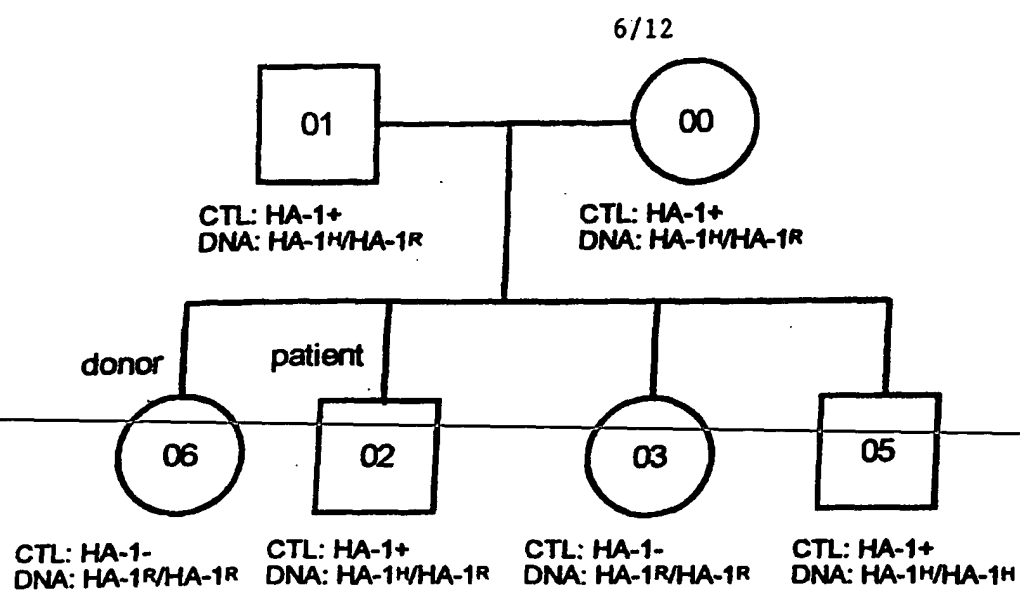 6/12
01
00
CTL: HA-1+
DNA: HA-1H/HA-1R
CTL: HA-1+
DNA: HA-1H/HA-1R
donor
patient
06
02
03
05
CTL: HA-1-
DNA: HA-1R/HA-1R
CTL: HA-1+
DNA: HA-1H/HA-1R
CTL: HA-1-
DNA: HA-1R/HA-1R
CTL: HA-1+
DNA: HA-1H/HA-1H